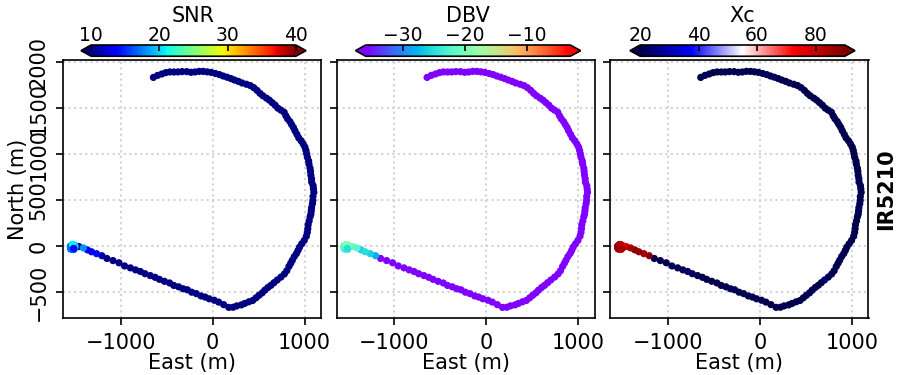 SNR DBV Xc
10 20 30 40 −30 −20 −10 20 40 60 80
2000
1500
1000
500
0
−500
North (m)
IR5210
−1000 0 1000 −1000 0 1000 −1000 0 1000
East (m) East (m) East (m)